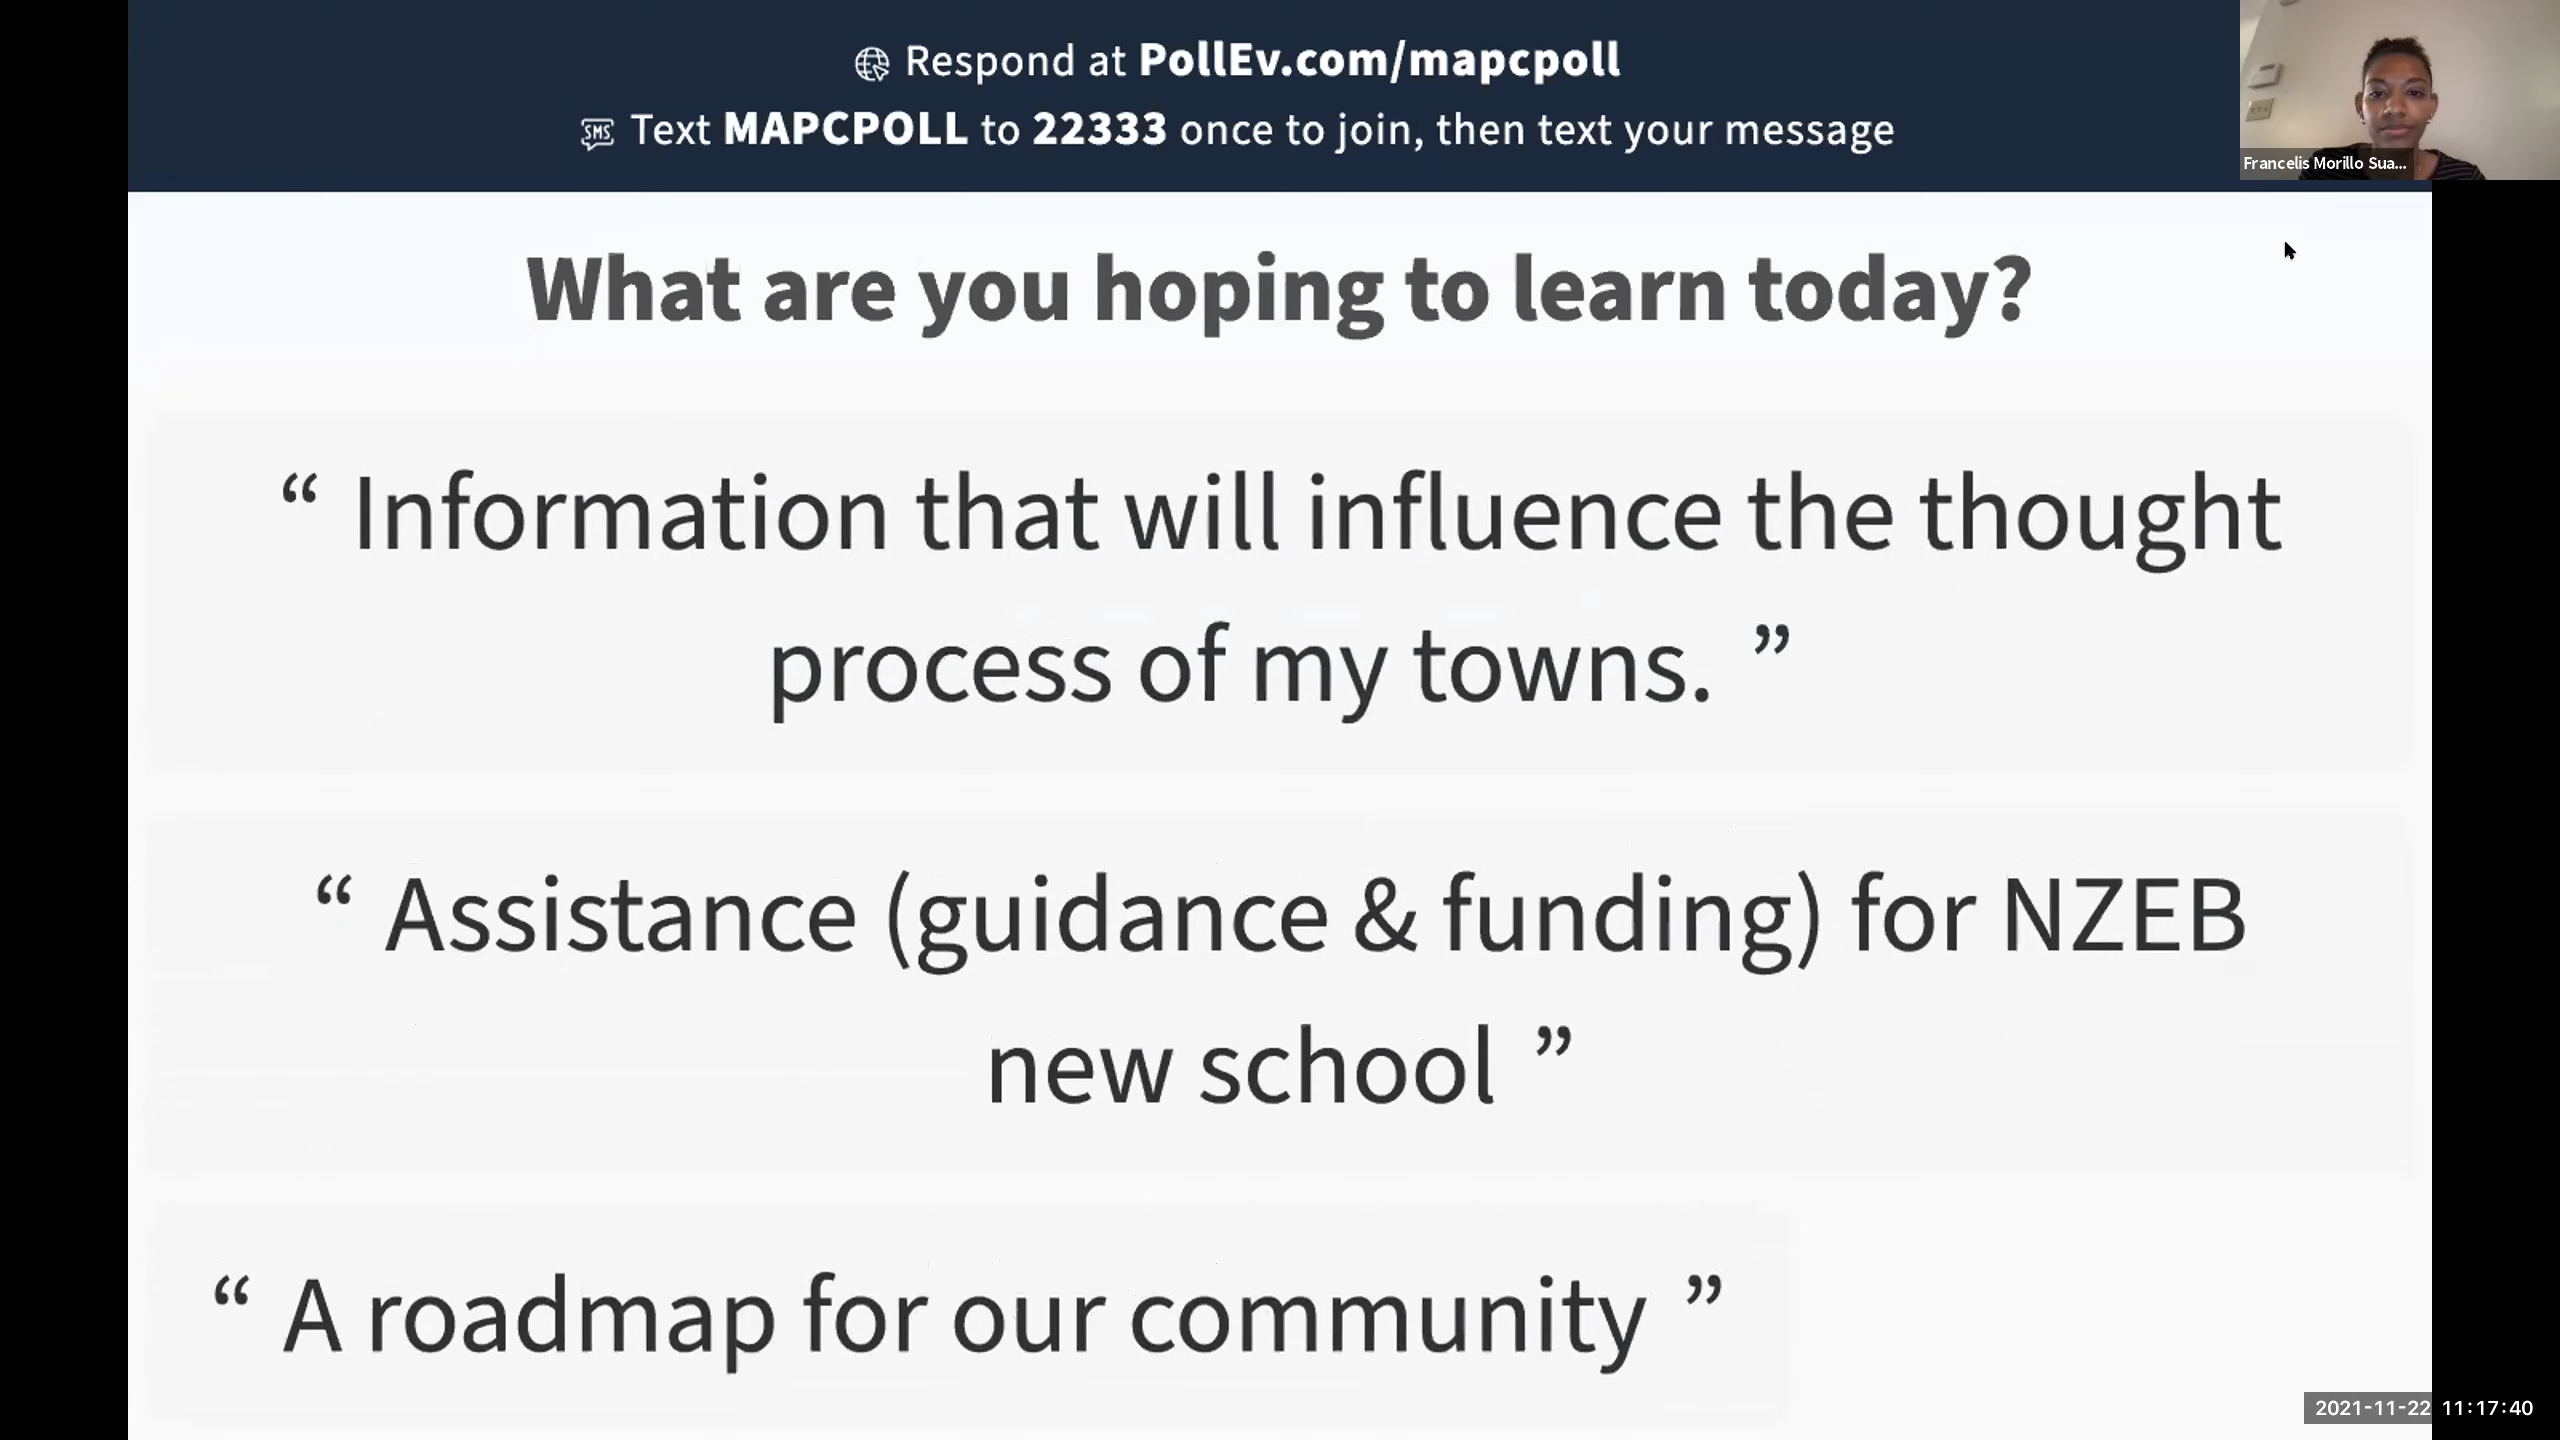 Respond at PollEv.com/mapcpoll
Text MAPCPOLL to 22333 once to join, then text your message
Francelis Morillo Sua...
What are you hoping to learn today?
“ Information that will influence the thought
process of my towns. ”
“ Assistance (guidance & funding) for NZEB
new school ”
“ A roadmap for our community ”
2021-11-22 11:17:40